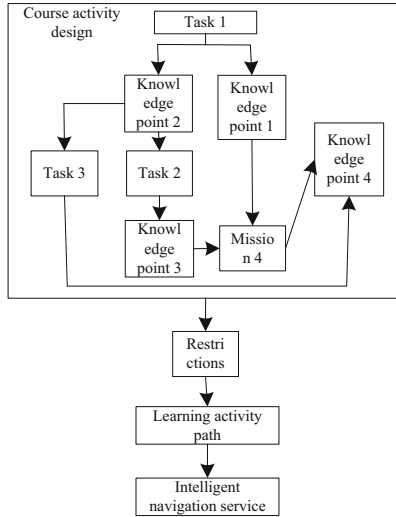 Course activity
design
Task 1
Knowl
edge
point 2
Knowl
edge
point 1
Knowl
edge
point 4
Task 3
Task 2
Knowl
edge
point 3
Missio
n 4
Restri
ctions
Learning activity
path
Intelligent
navigation service